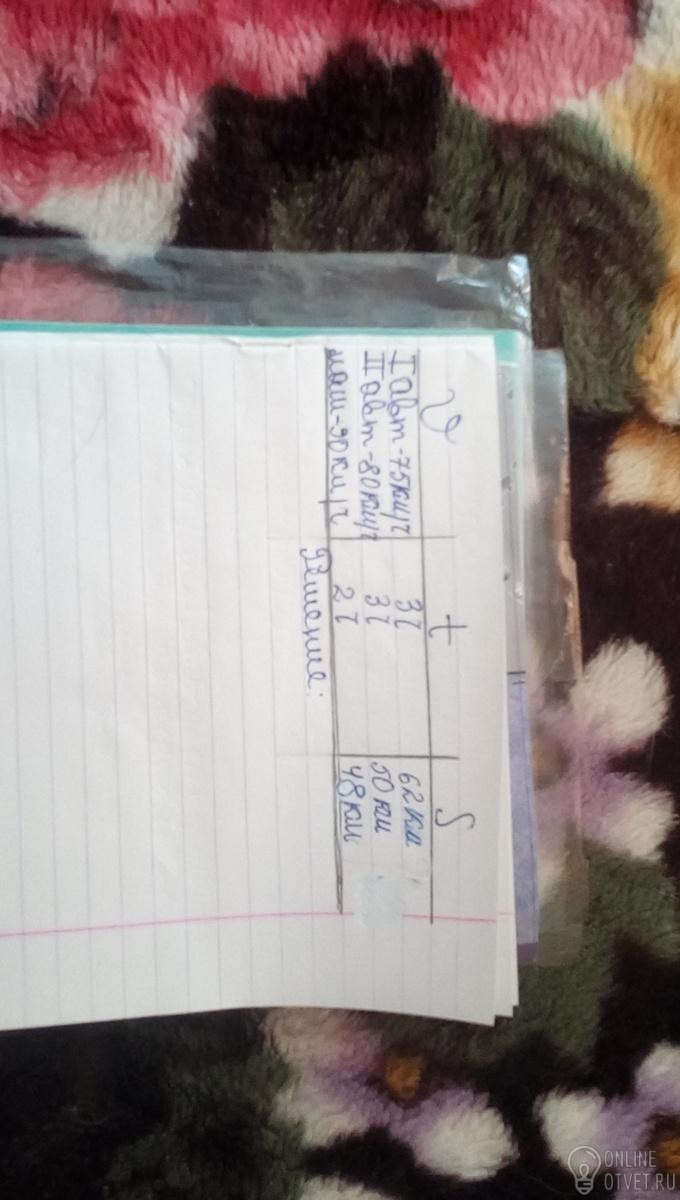 V t S
I авт - 75 км/ч 3 ч 62 км
II авт - 80 км/ч 3 ч 50 км
маш - 90 км/ч 2 ч 48 км
Решение:
ONLINE
OTVET.RU